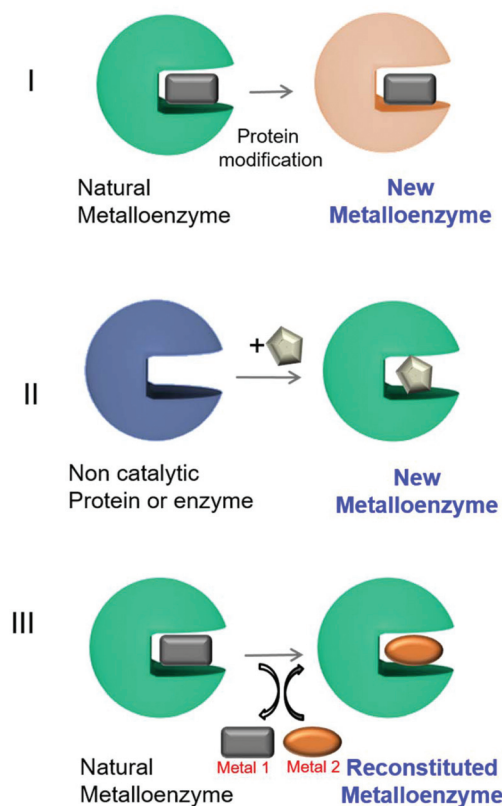 I
Protein
modification
Natural
Metalloenzyme
New
Metalloenzyme
II
+
Non catalytic
Protein or enzyme
New
Metalloenzyme
III
Metal 1
Metal 2
Natural
Metalloenzyme
Reconstituted
Metalloenzyme